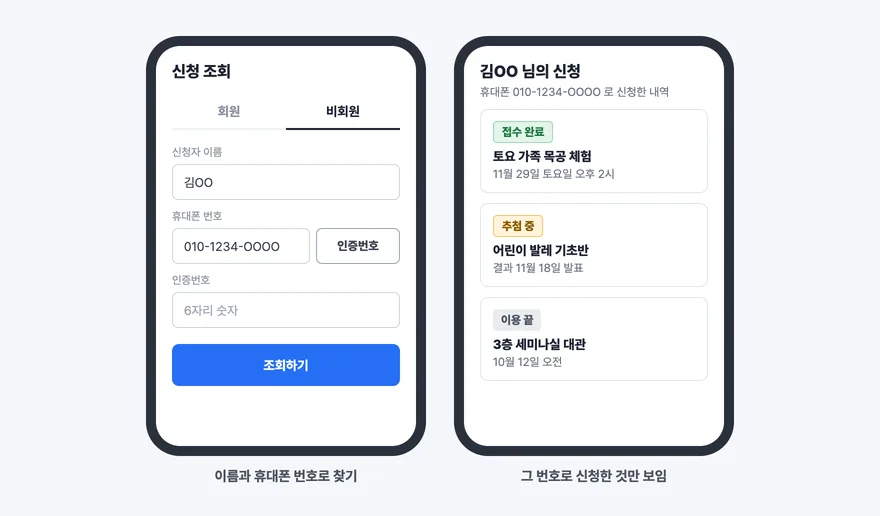 신청 조회
회원
비회원
신청자 이름
김OO
휴대폰 번호
010-1234-OOOO
인증번호
인증번호
6자리 숫자
조회하기
이름과 휴대폰 번호로 찾기
김OO 님의 신청
휴대폰 010-1234-OOOO 로 신청한 내역
접수 완료
토요 가족 목공 체험
11월 29일 토요일 오후 2시
추첨 중
어린이 발레 기초반
결과 11월 18일 발표
이용 끝
3층 세미나실 대관
10월 12일 오전
그 번호로 신청한 것만 보임